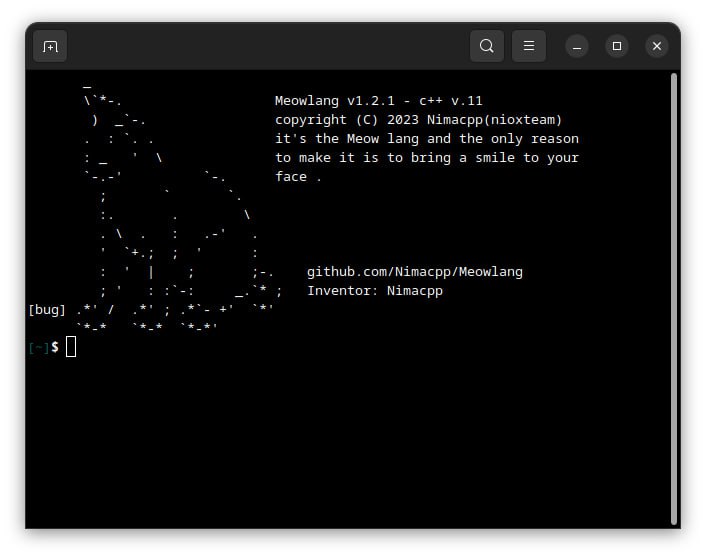 Meowlang v1.2.1 - c++ v.11
copyright (C) 2023 Nimacpp(nioxteam)
it's the Meow lang and the only reason
to make it is to bring a smile to your
face .
github.com/Nimacpp/Meowlang
Inventor: Nimacpp
[bug]
[~]$